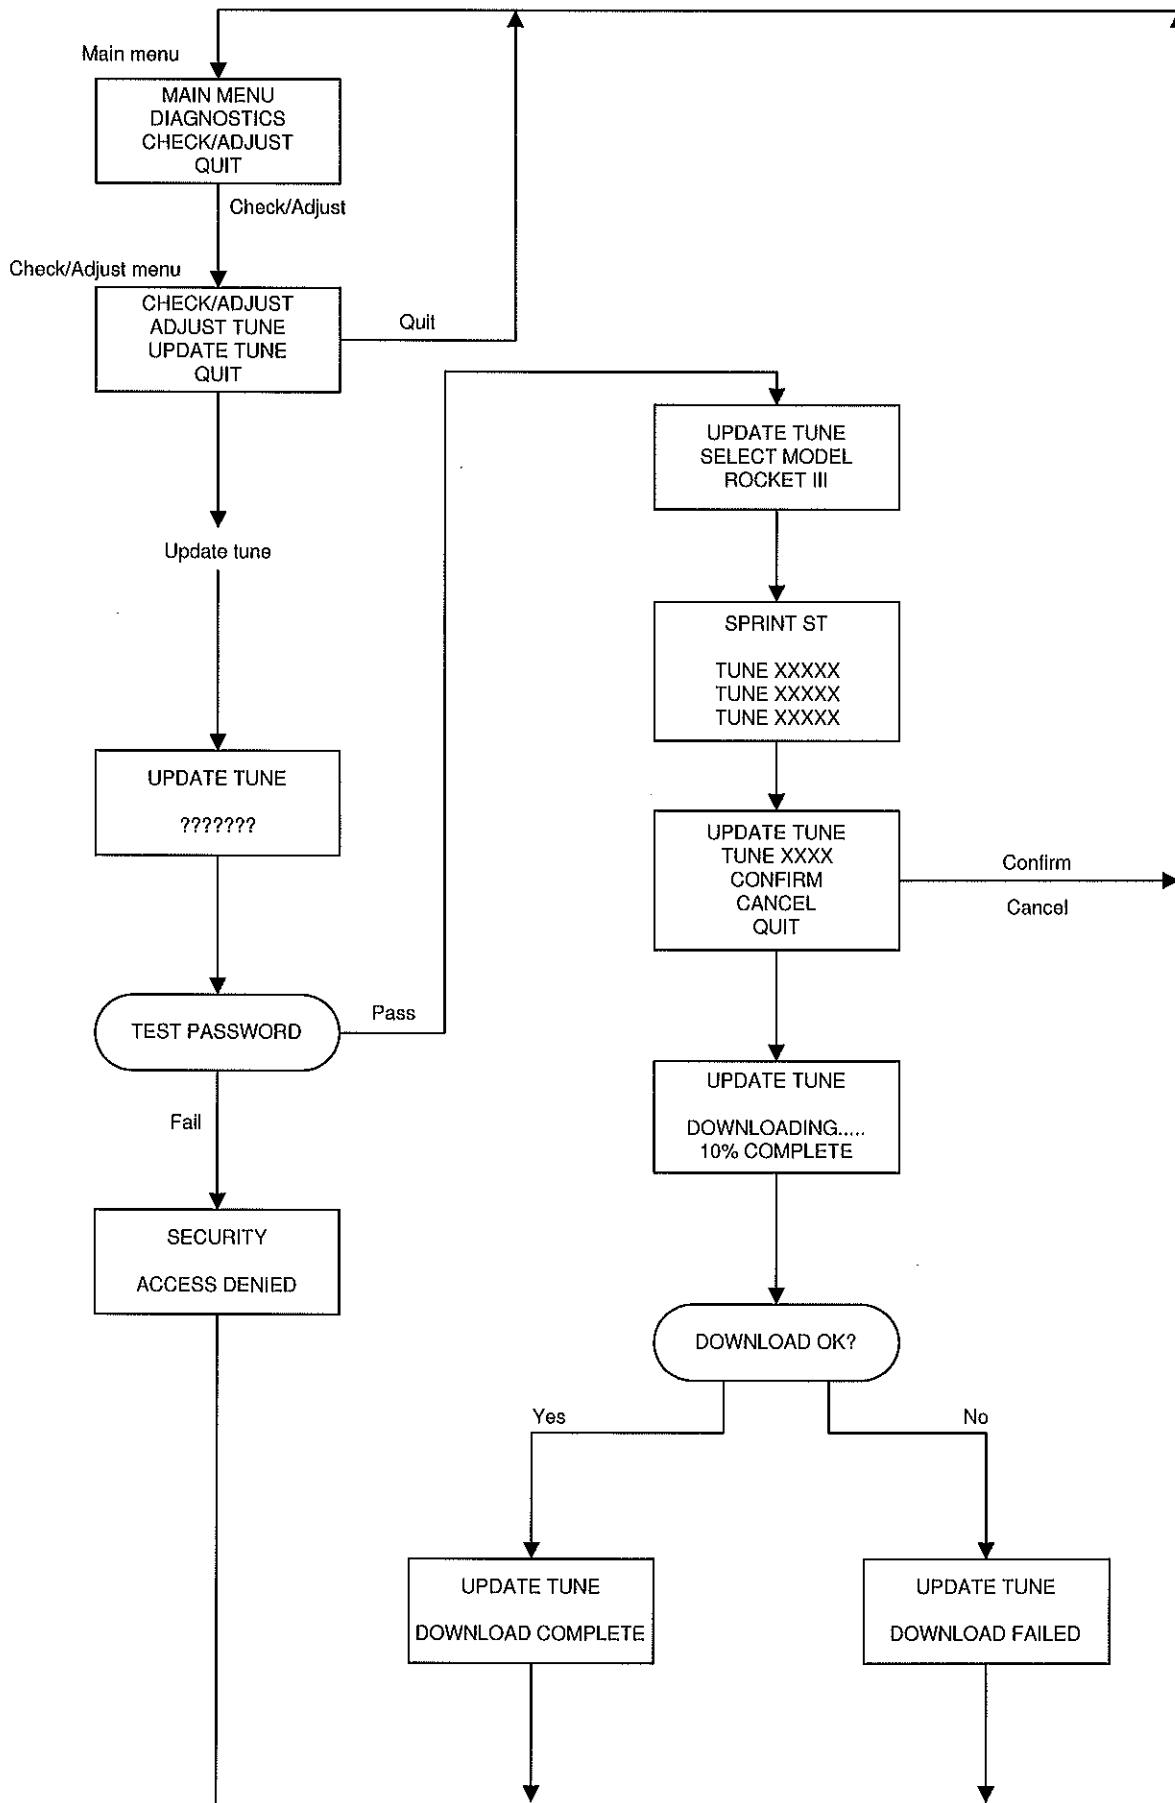 Main menu
MAIN MENU
DIAGNOSTICS
CHECK/ADJUST
QUIT
Check/Adjust
Check/Adjust menu
CHECK/ADJUST
ADJUST TUNE
UPDATE TUNE
QUIT
Quit
Update tune
UPDATE TUNE
???????
TEST PASSWORD
Pass
Fail
SECURITY
ACCESS DENIED
UPDATE TUNE
SELECT MODEL
ROCKET III
SPRINT ST
TUNE XXXXX
TUNE XXXXX
TUNE XXXXX
UPDATE TUNE
TUNE XXXX
CONFIRM
CANCEL
QUIT
Confirm
Cancel
UPDATE TUNE
DOWNLOADING.....
10% COMPLETE
DOWNLOAD OK?
Yes
No
UPDATE TUNE
DOWNLOAD COMPLETE
UPDATE TUNE
DOWNLOAD FAILED